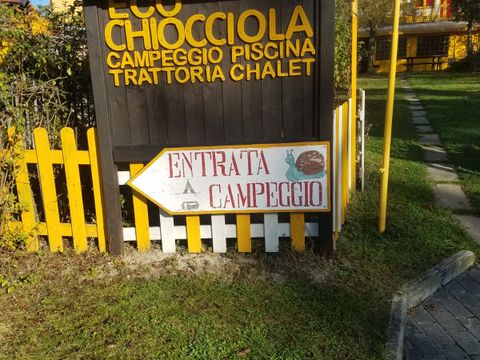 ECO
CHIOCCIOLA
CAMPEGGIO PISCINA
TRATTORIA CHALET
ENTRATA
CAMPEGGIO